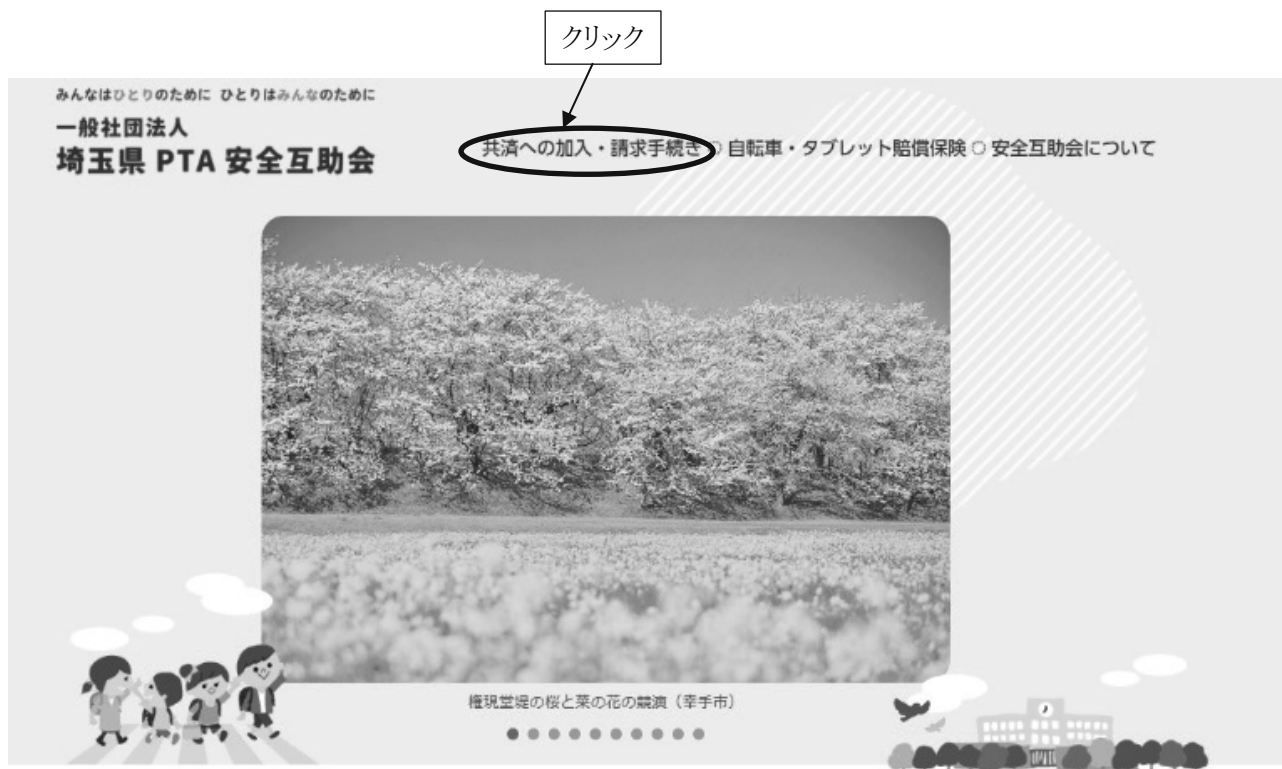 クリック
みんなはひとりのために ひとりはみんなのために
一般社団法人
埼玉県 PTA 安全互助会
共済への加入・請求手続き
自転車・タブレット賠償保険
安全互助会について
権現堂堤の桜と菜の花の競演（幸手市）